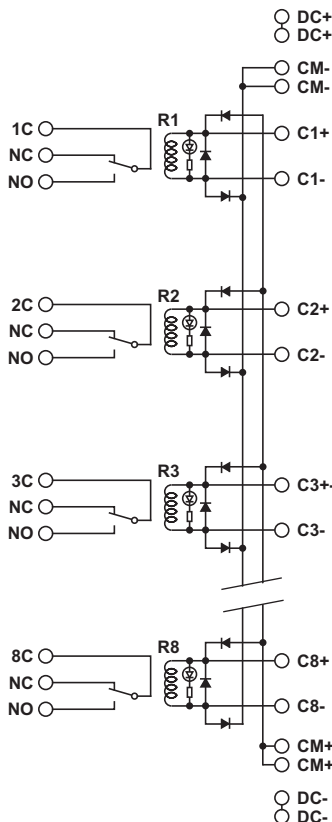 DC+
DC+
CM-
CM-
R1
1C
C1+
NC
NO
C1-
R2
2C
C2+
NC
NO
C2-
R3
3C
C3+-
NC
NO
C3-
R8
8C
C8+
NC
NO
C8-
CM+
CM+
DC-
DC-